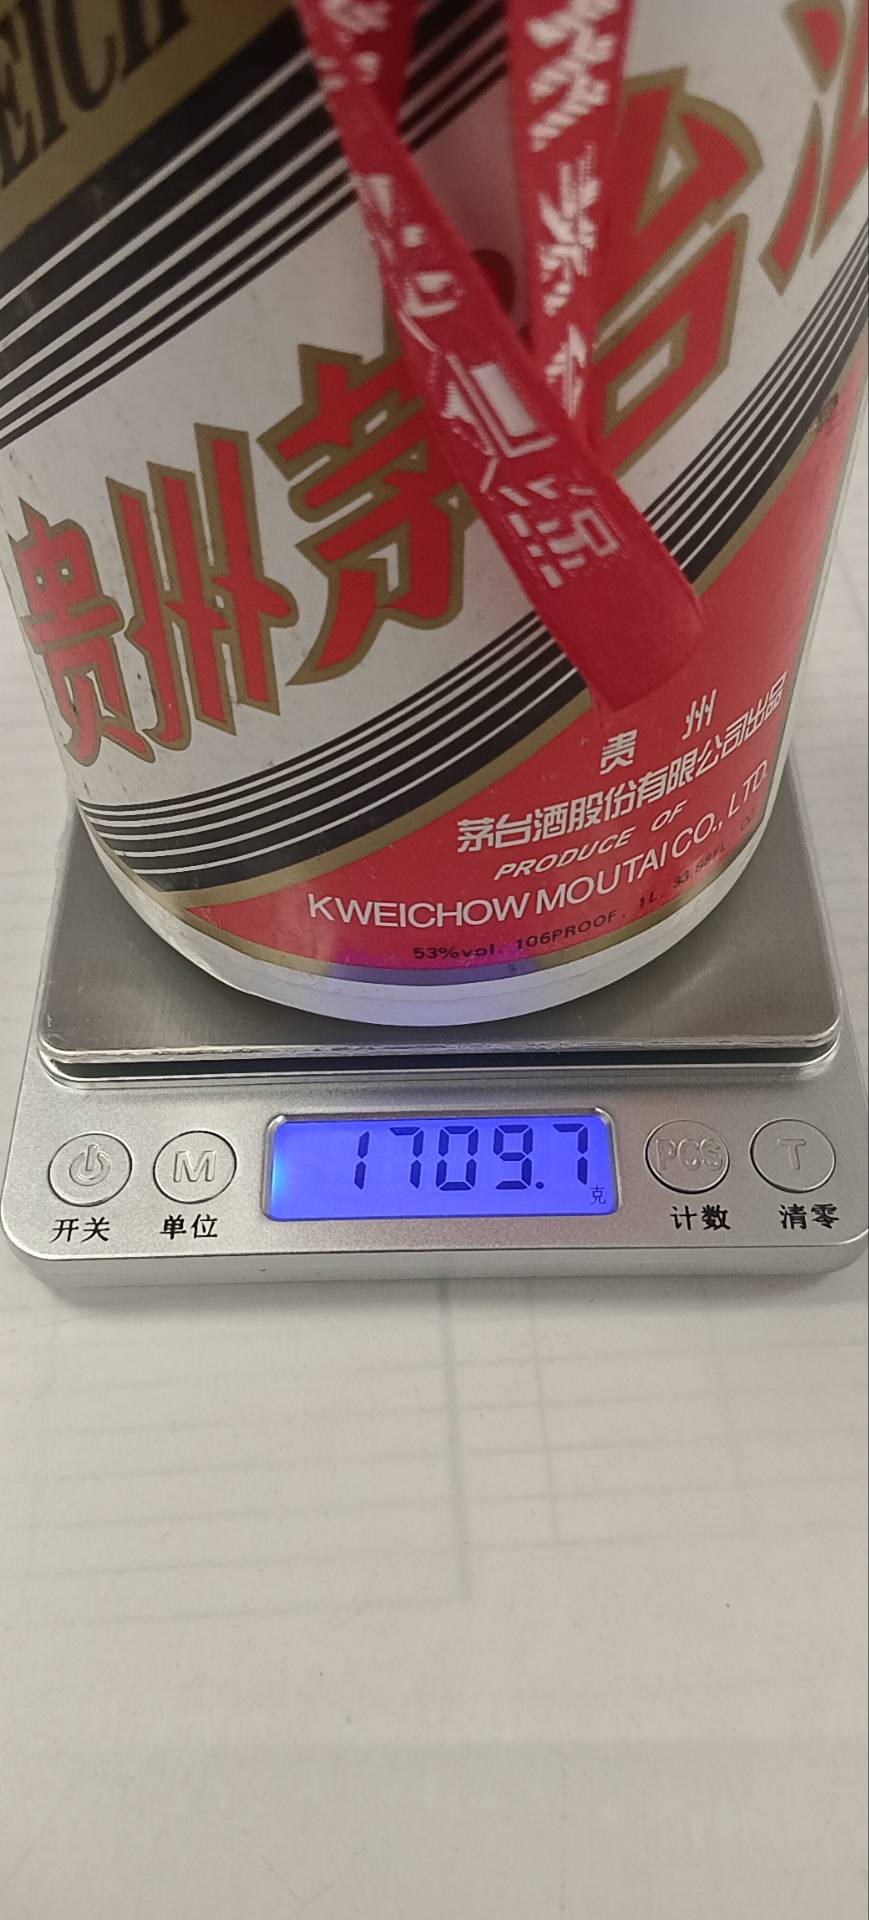 EICH
贵州茅台酒
贵 州
茅台酒股份有限公司出品
PRODUCE OF
KWEICHOW MOUTAI CO., LTD.
53%vol. 106PROOF. 1L.
1709.7
克
M
PCS
T
开关
单位
计数
清零